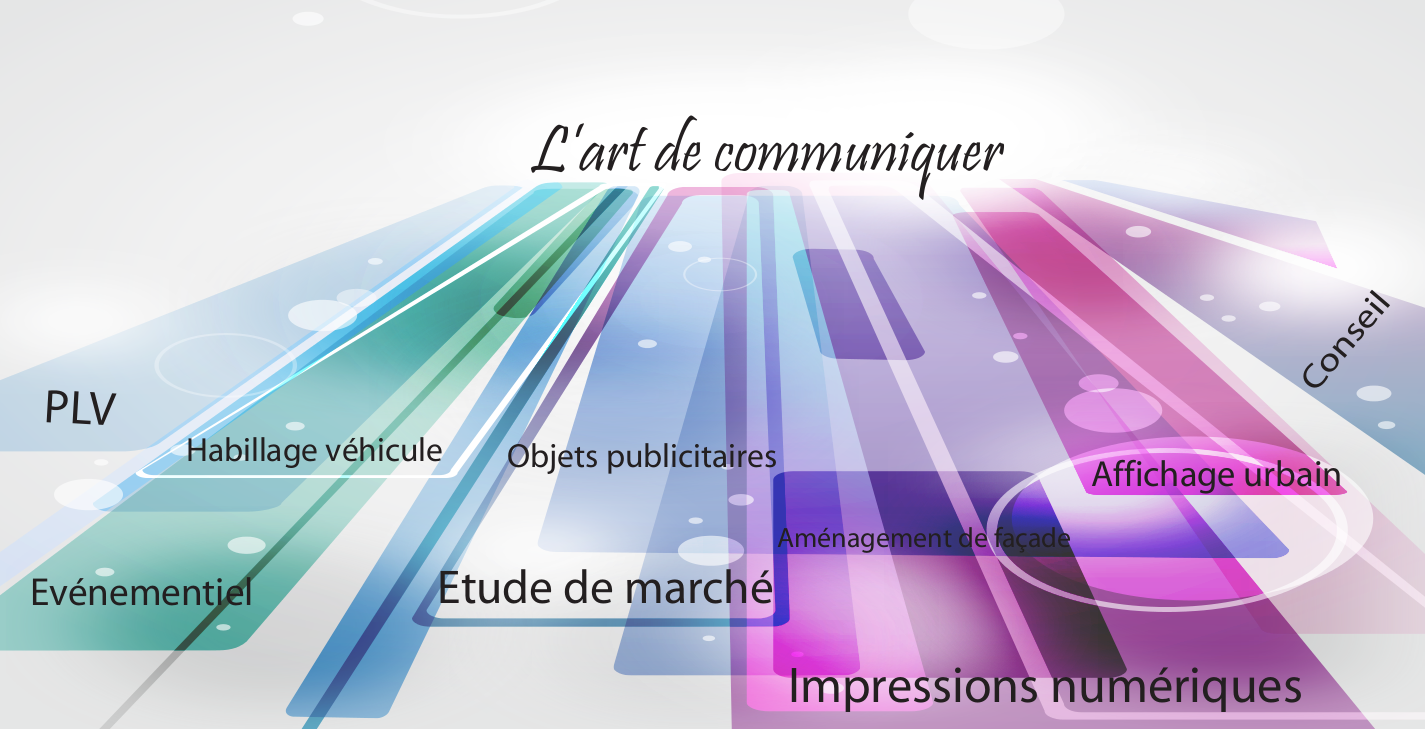 L'art de communiquer
Conseil
PLV
Habillage véhicule
Objets publicitaires
Affichage urbain
Aménagement de façade
Evénementiel
Etude de marché
Impressions numériques